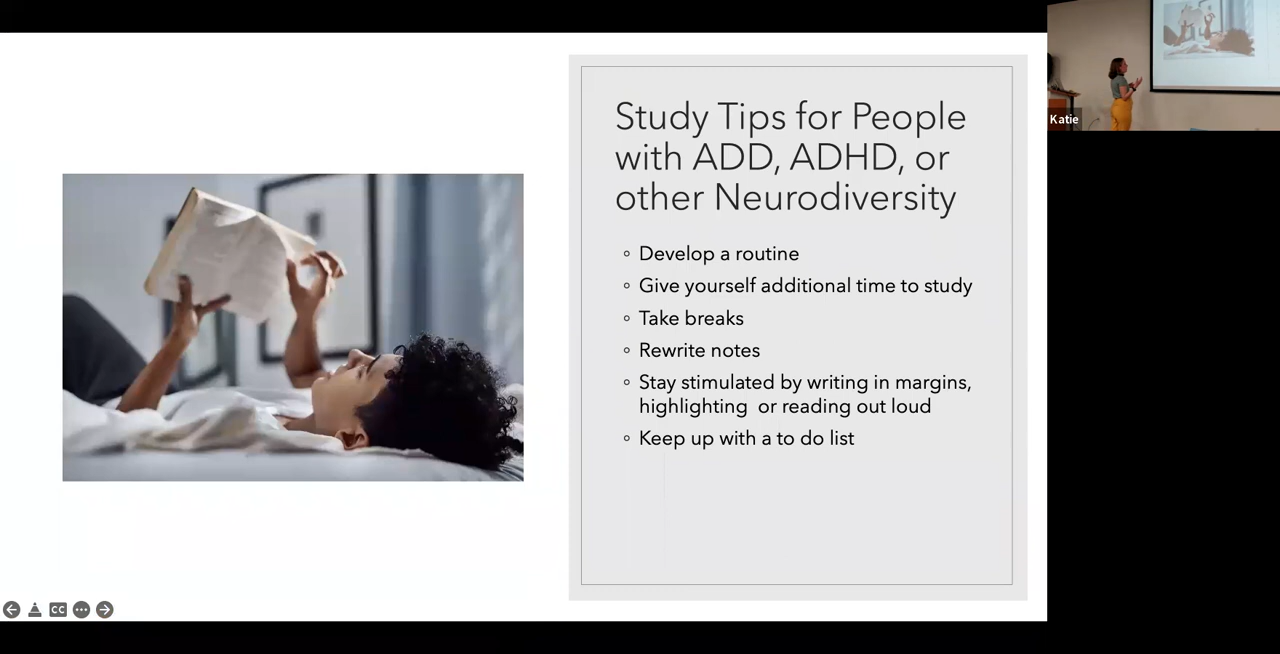 Study Tips for People
with ADD, ADHD, or
other Neurodiversity
◦ Develop a routine
◦ Give yourself additional time to study
◦ Take breaks
◦ Rewrite notes
◦ Stay stimulated by writing in margins,
highlighting  or reading out loud
◦ Keep up with a to do list
Katie
CC